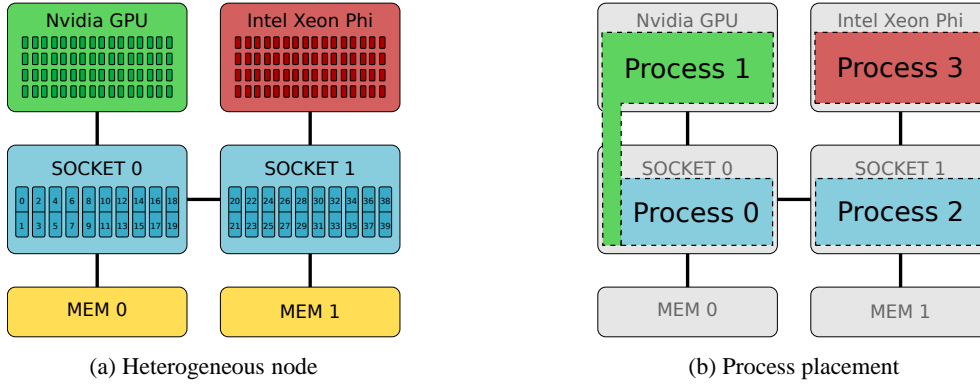 Nvidia GPU
Intel Xeon Phi
SOCKET 0
0 2 4 6 8 10 12 14 16 18
1 3 5 7 9 11 13 15 17 19
SOCKET 1
20 22 24 26 28 30 32 34 36 38
21 23 25 27 29 31 33 35 37 39
MEM 0
MEM 1
(a) Heterogeneous node
Nvidia GPU
Intel Xeon Phi
Process 1
Process 3
SOCKET 0
SOCKET 1
Process 0
Process 2
MEM 0
MEM 1
(b) Process placement